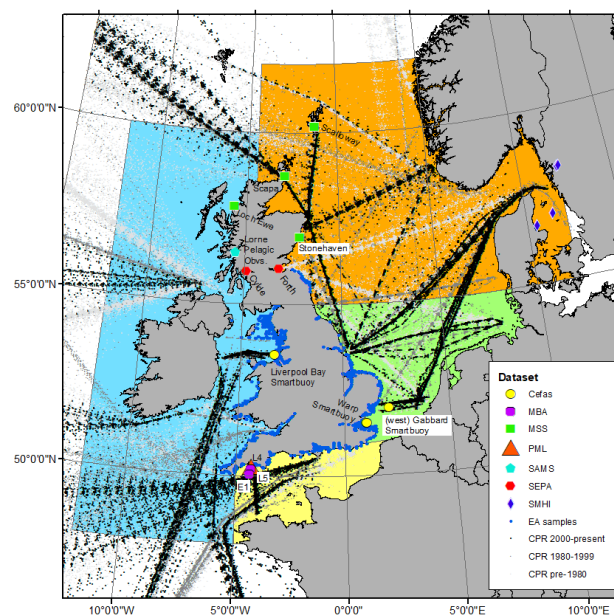 60°0'0"N
55°0'0"N
50°0'0"N
10°0'0"W
5°0'0"W
0°0'0"
5°0'0"E
10°0'0"E
Scalloway
Scapa
Loch Ewe
Lorne
Pelagic
Obvs.
Stonehaven
Clyde
Forth
Liverpool Bay
Smartbuoy
Warp
Smartbuoy
(west) Gabbard
Smartbuoy
L4
L5
E1
Dataset
Cefas
MBA
MSS
PML
SAMS
SEPA
SMHI
EA samples
CPR 2000-present
CPR 1980-1999
CPR pre-1980